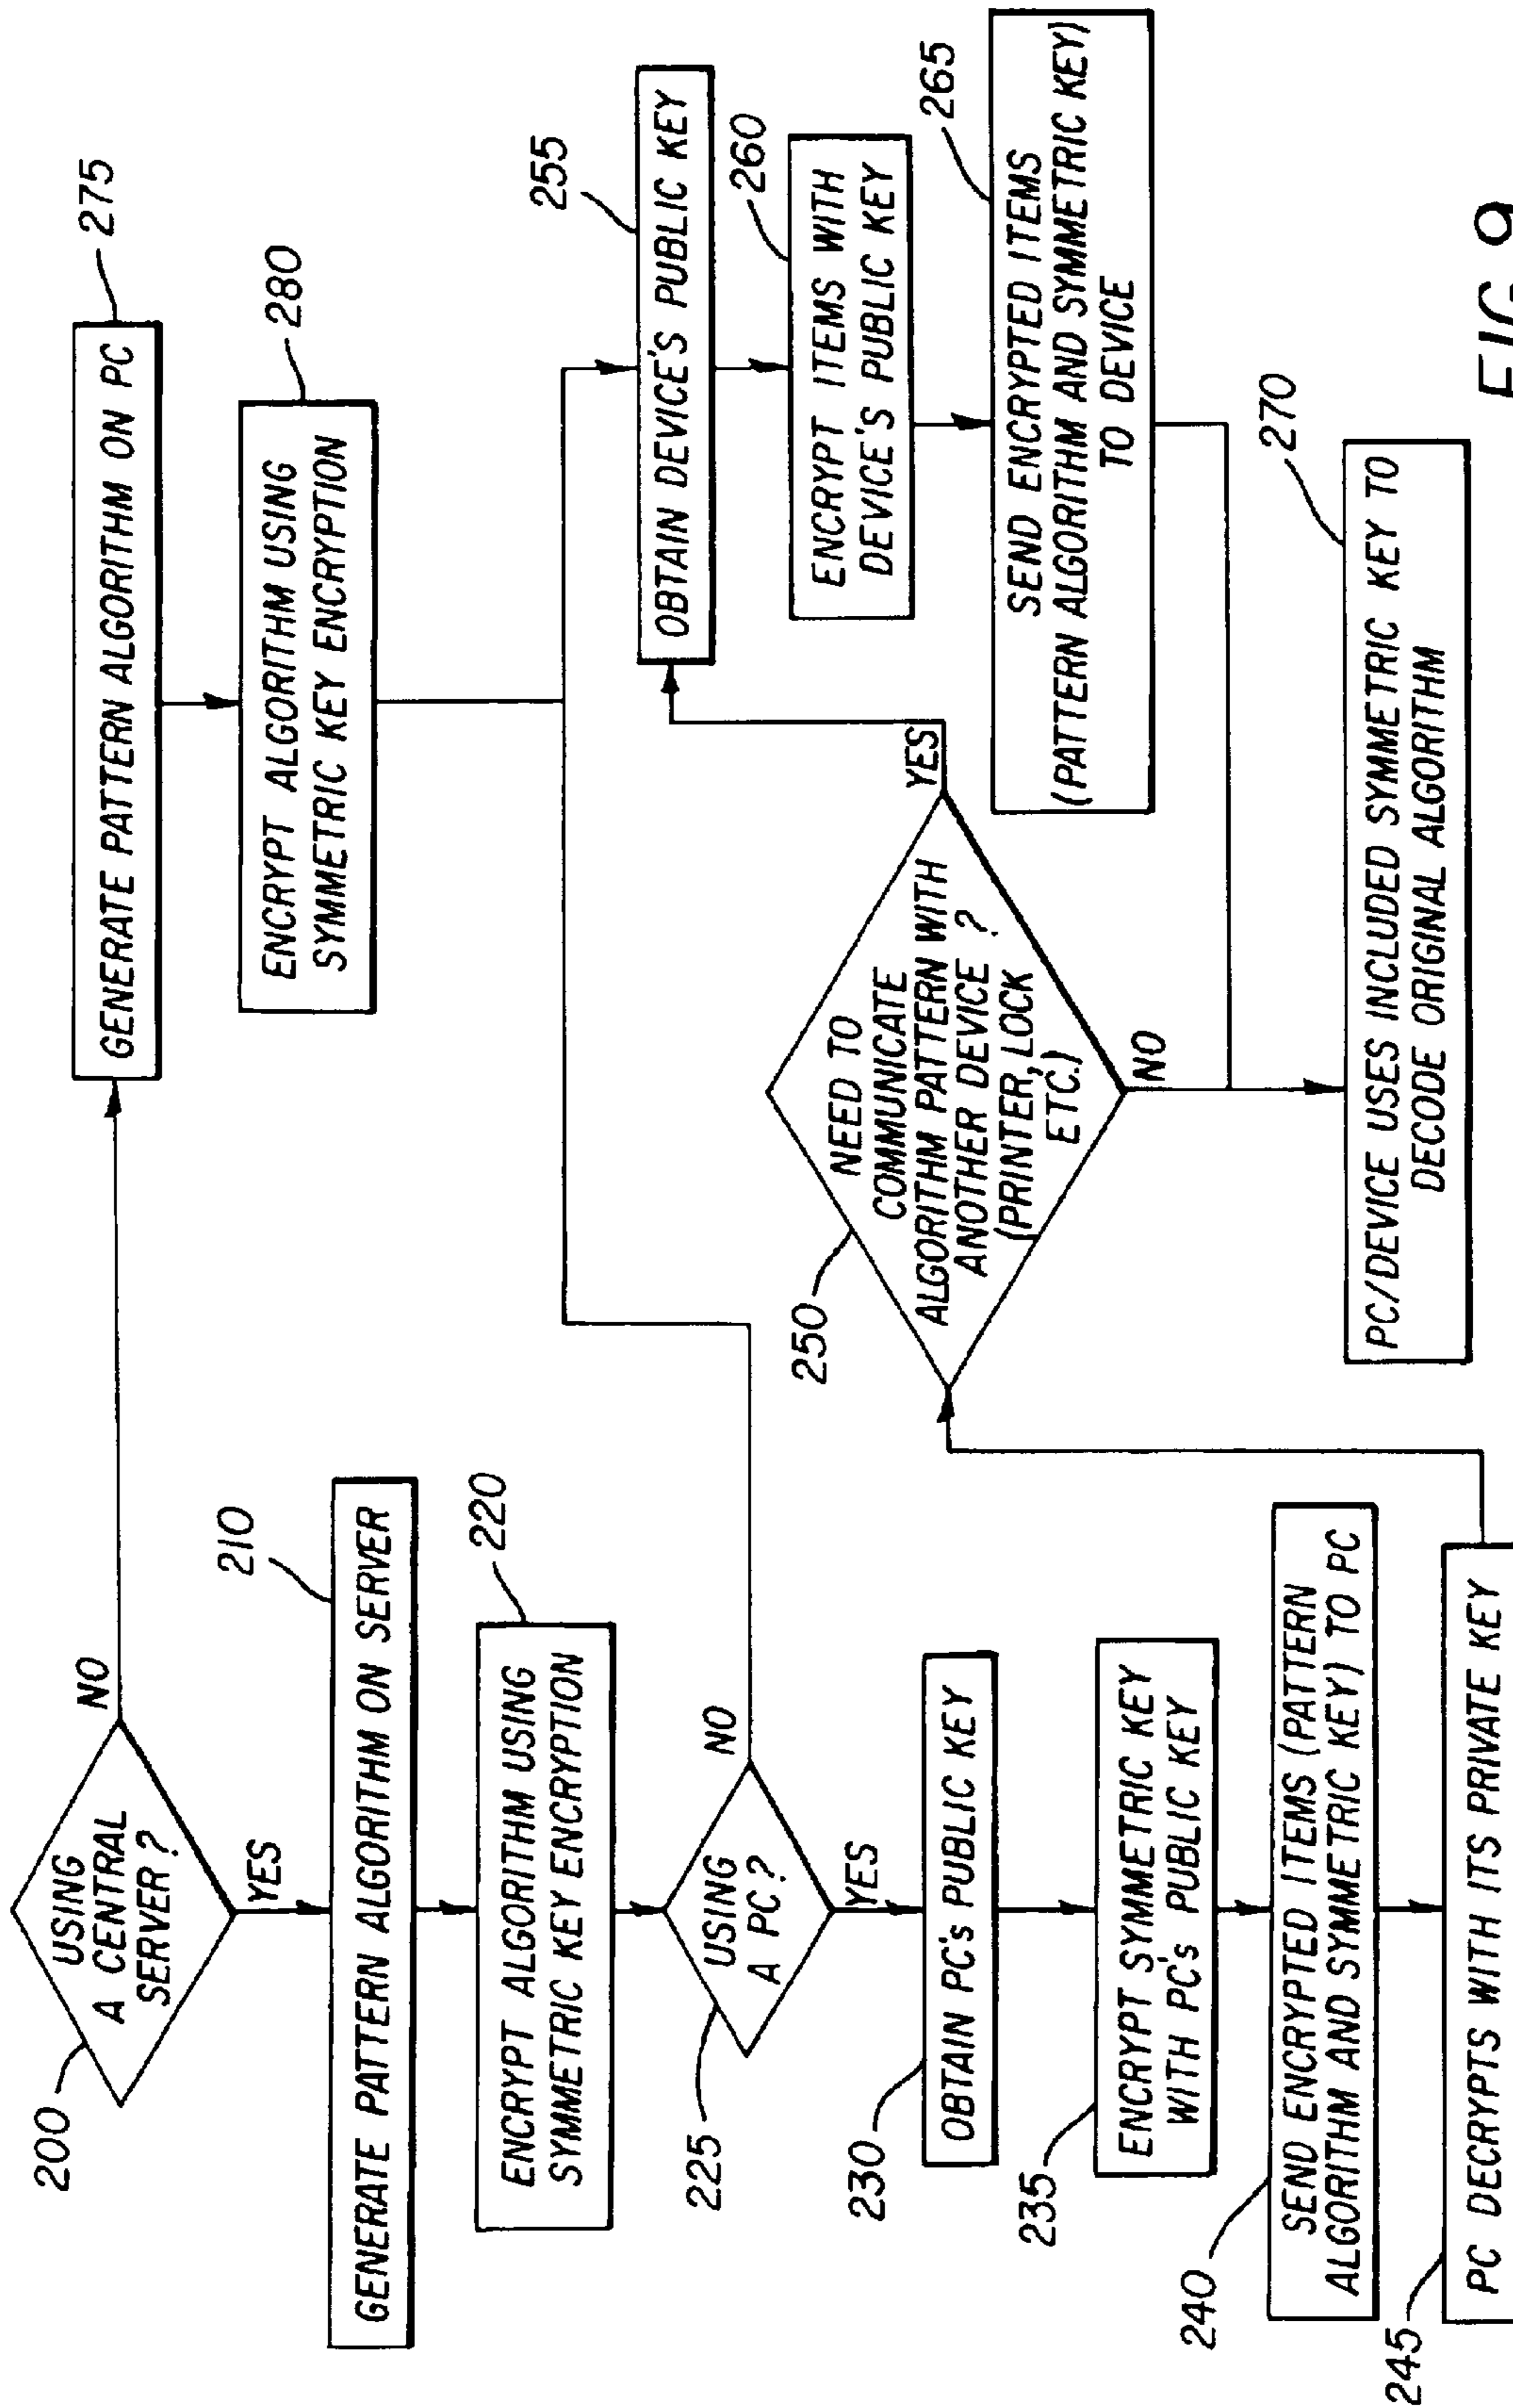 200
USING
A CENTRAL
SERVER?
NO
YES
210
GENERATE PATTERN ALGORITHM ON SERVER
220
ENCRYPT ALGORITHM USING
SYMMETRIC KEY ENCRYPTION
225
USING
A PC?
NO
YES
230
OBTAIN PC's PUBLIC KEY
235
ENCRYPT SYMMETRIC KEY
WITH PC's PUBLIC KEY
240
SEND ENCRYPTED ITEMS (PATTERN
ALGORITHM AND SYMMETRIC KEY) TO PC
245
PC DECRYPTS WITH ITS PRIVATE KEY
275
GENERATE PATTERN ALGORITHM ON PC
280
ENCRYPT ALGORITHM USING
SYMMETRIC KEY ENCRYPTION
250
NEED TO
COMMUNICATE
ALGORITHM PATTERN WITH
ANOTHER DEVICE ?
(PRINTER, LOCK
ETC.)
YES
NO
255
OBTAIN DEVICE'S PUBLIC KEY
260
ENCRYPT ITEMS WITH
DEVICE'S PUBLIC KEY
265
SEND ENCRYPTED ITEMS
(PATTERN ALGORITHM AND SYMMETRIC KEY)
TO DEVICE
270
PC/DEVICE USES INCLUDED SYMMETRIC KEY TO
DECODE ORIGINAL ALGORITHM
FIG. 9